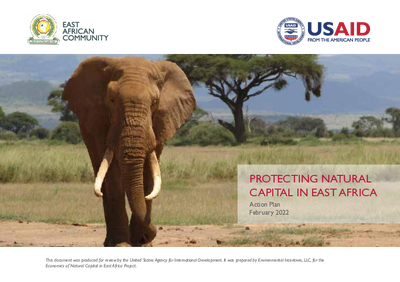 EAST
AFRICAN
COMMUNITY
USAID
FROM THE AMERICAN PEOPLE
PROTECTING NATURAL
CAPITAL IN EAST AFRICA
Action Plan
February 2022
This document was produced for review by the United States Agency for International Development. It was prepared by Environmental Incentives, LLC, for the
Economics of Natural Capital in East Africa Project.